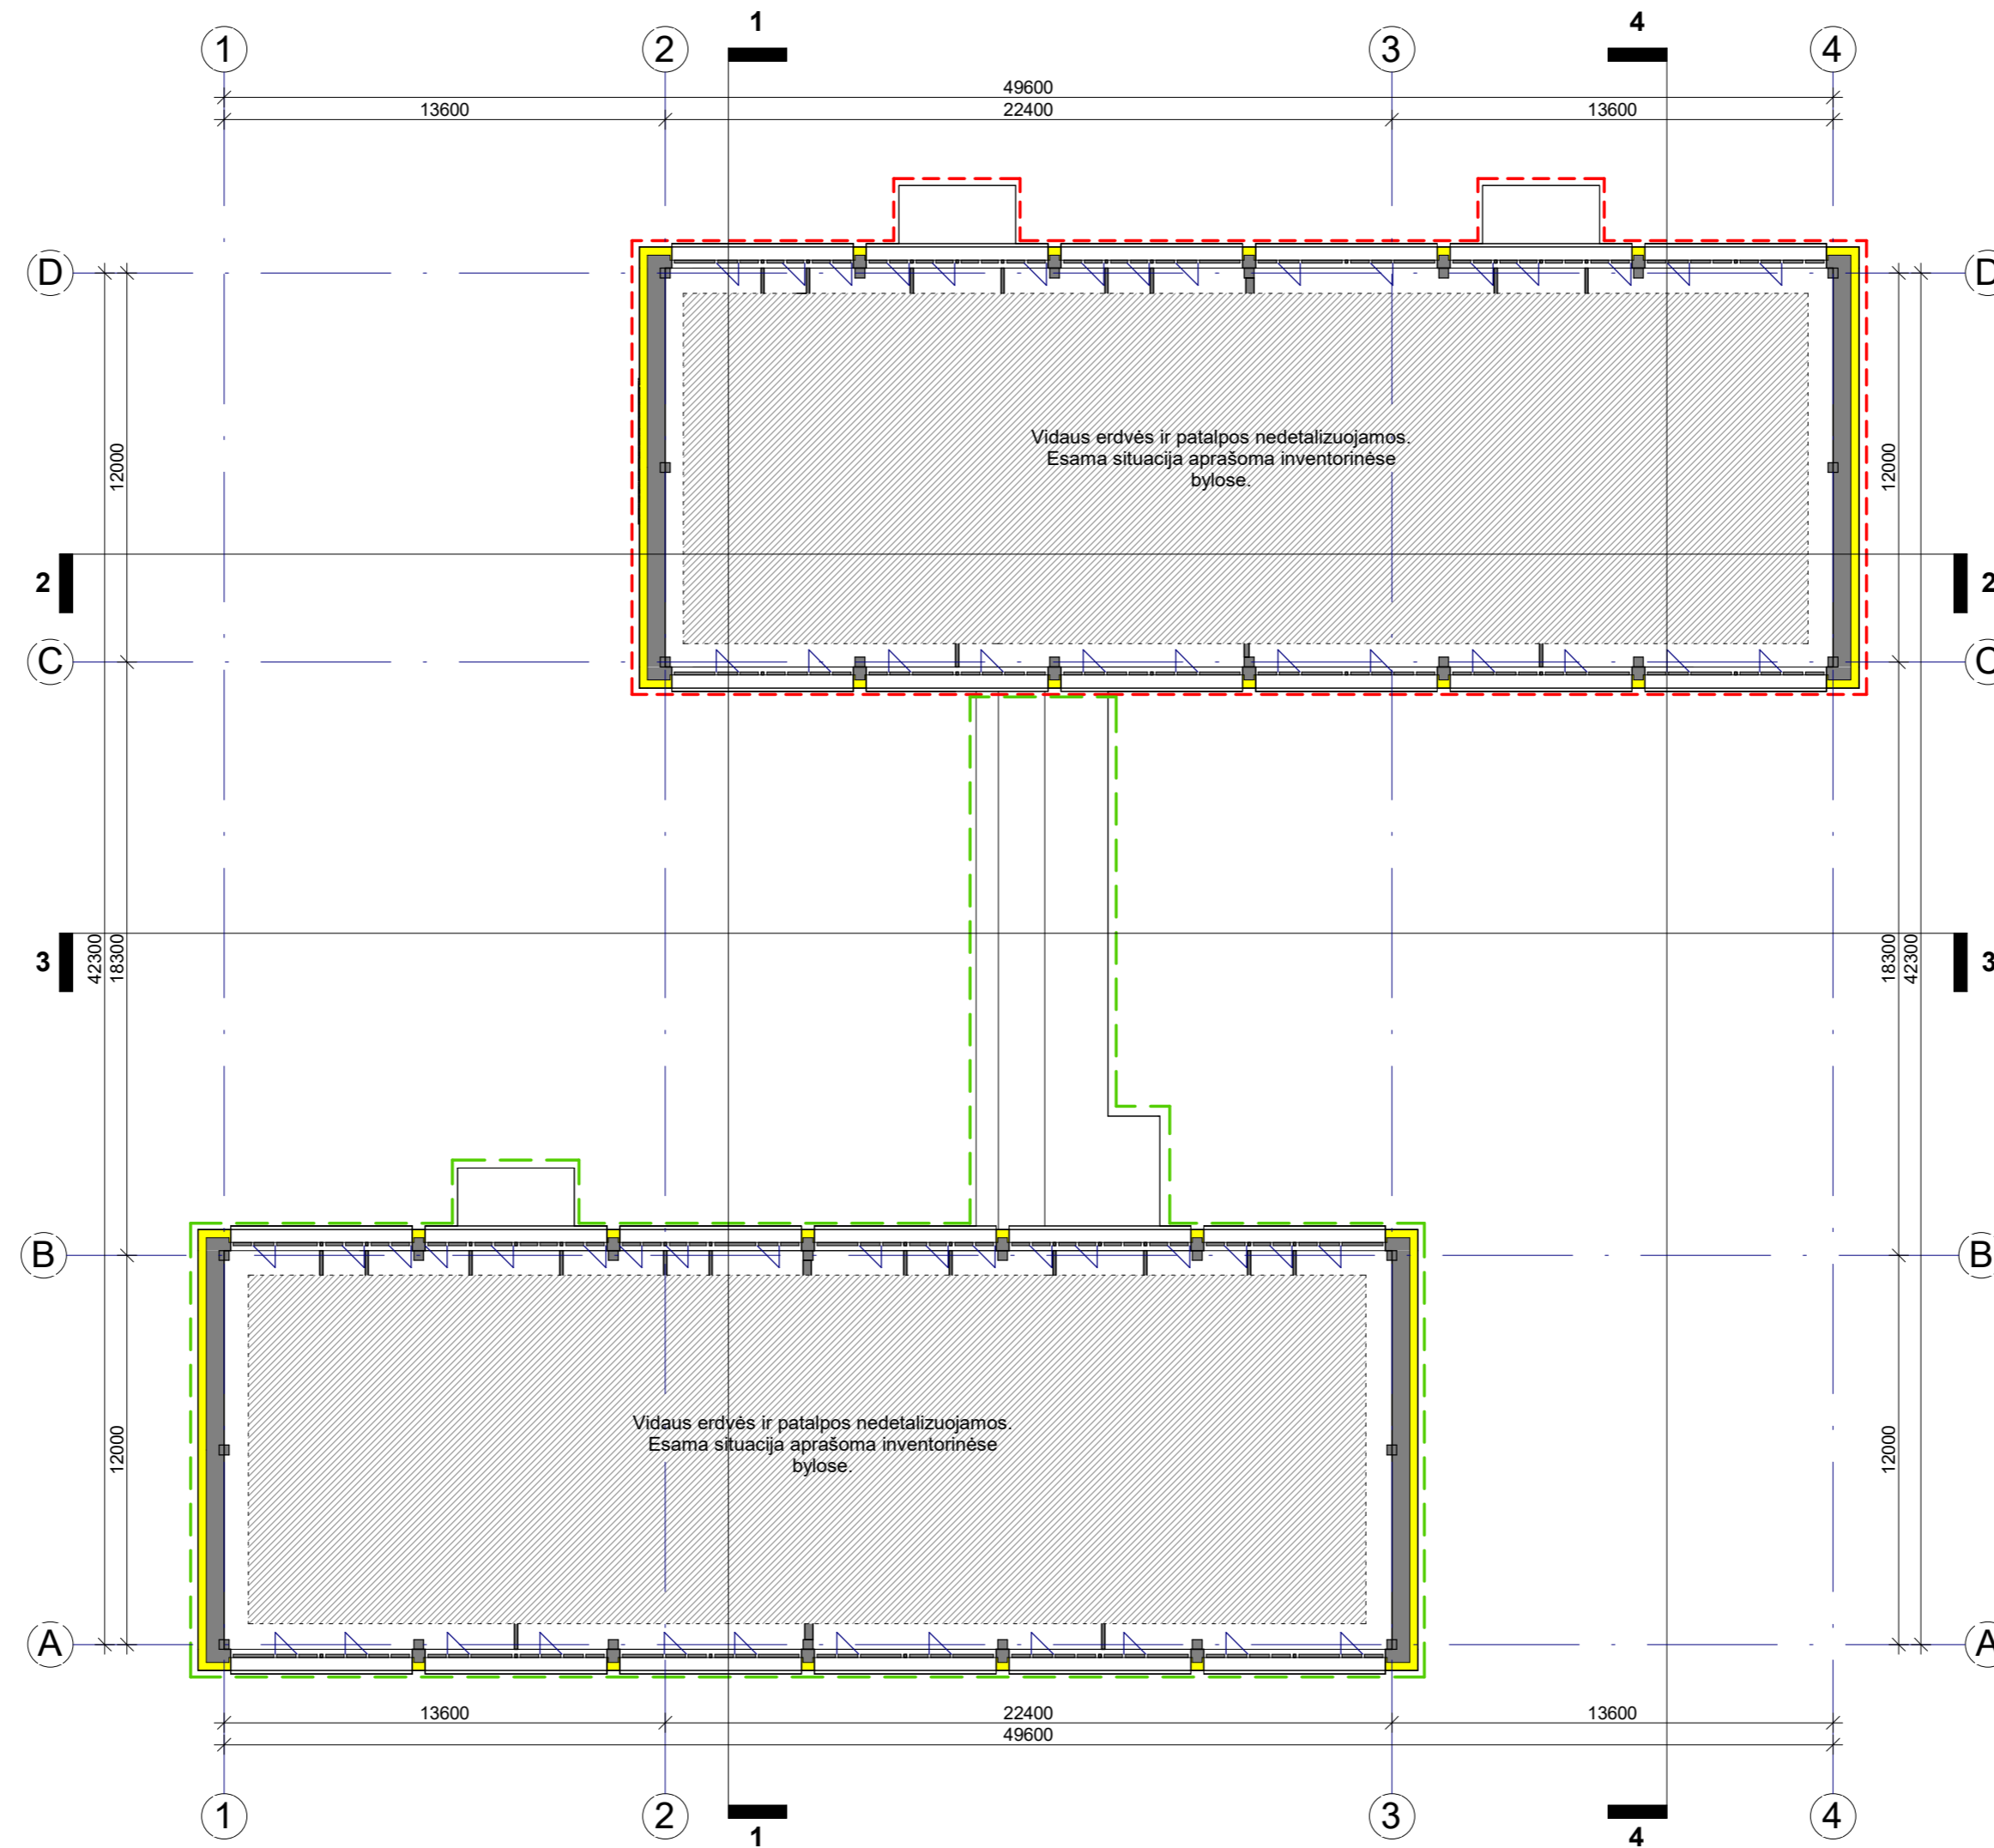 1
4
1
2
3
4
49600
13600
22400
13600
D
D
Vidaus erdvės ir patalpos nedetalizuojamos.
Esama situacija aprašoma inventorinėse
bylose.
12000
12000
2
2
C
C
3
42300
18300
18300
42300
3
B
B
Vidaus erdvės ir patalpos nedetalizuojamos.
Esama situacija aprašoma inventorinėse
bylose.
12000
12000
A
A
13600
22400
13600
49600
1
2
3
4
1
4